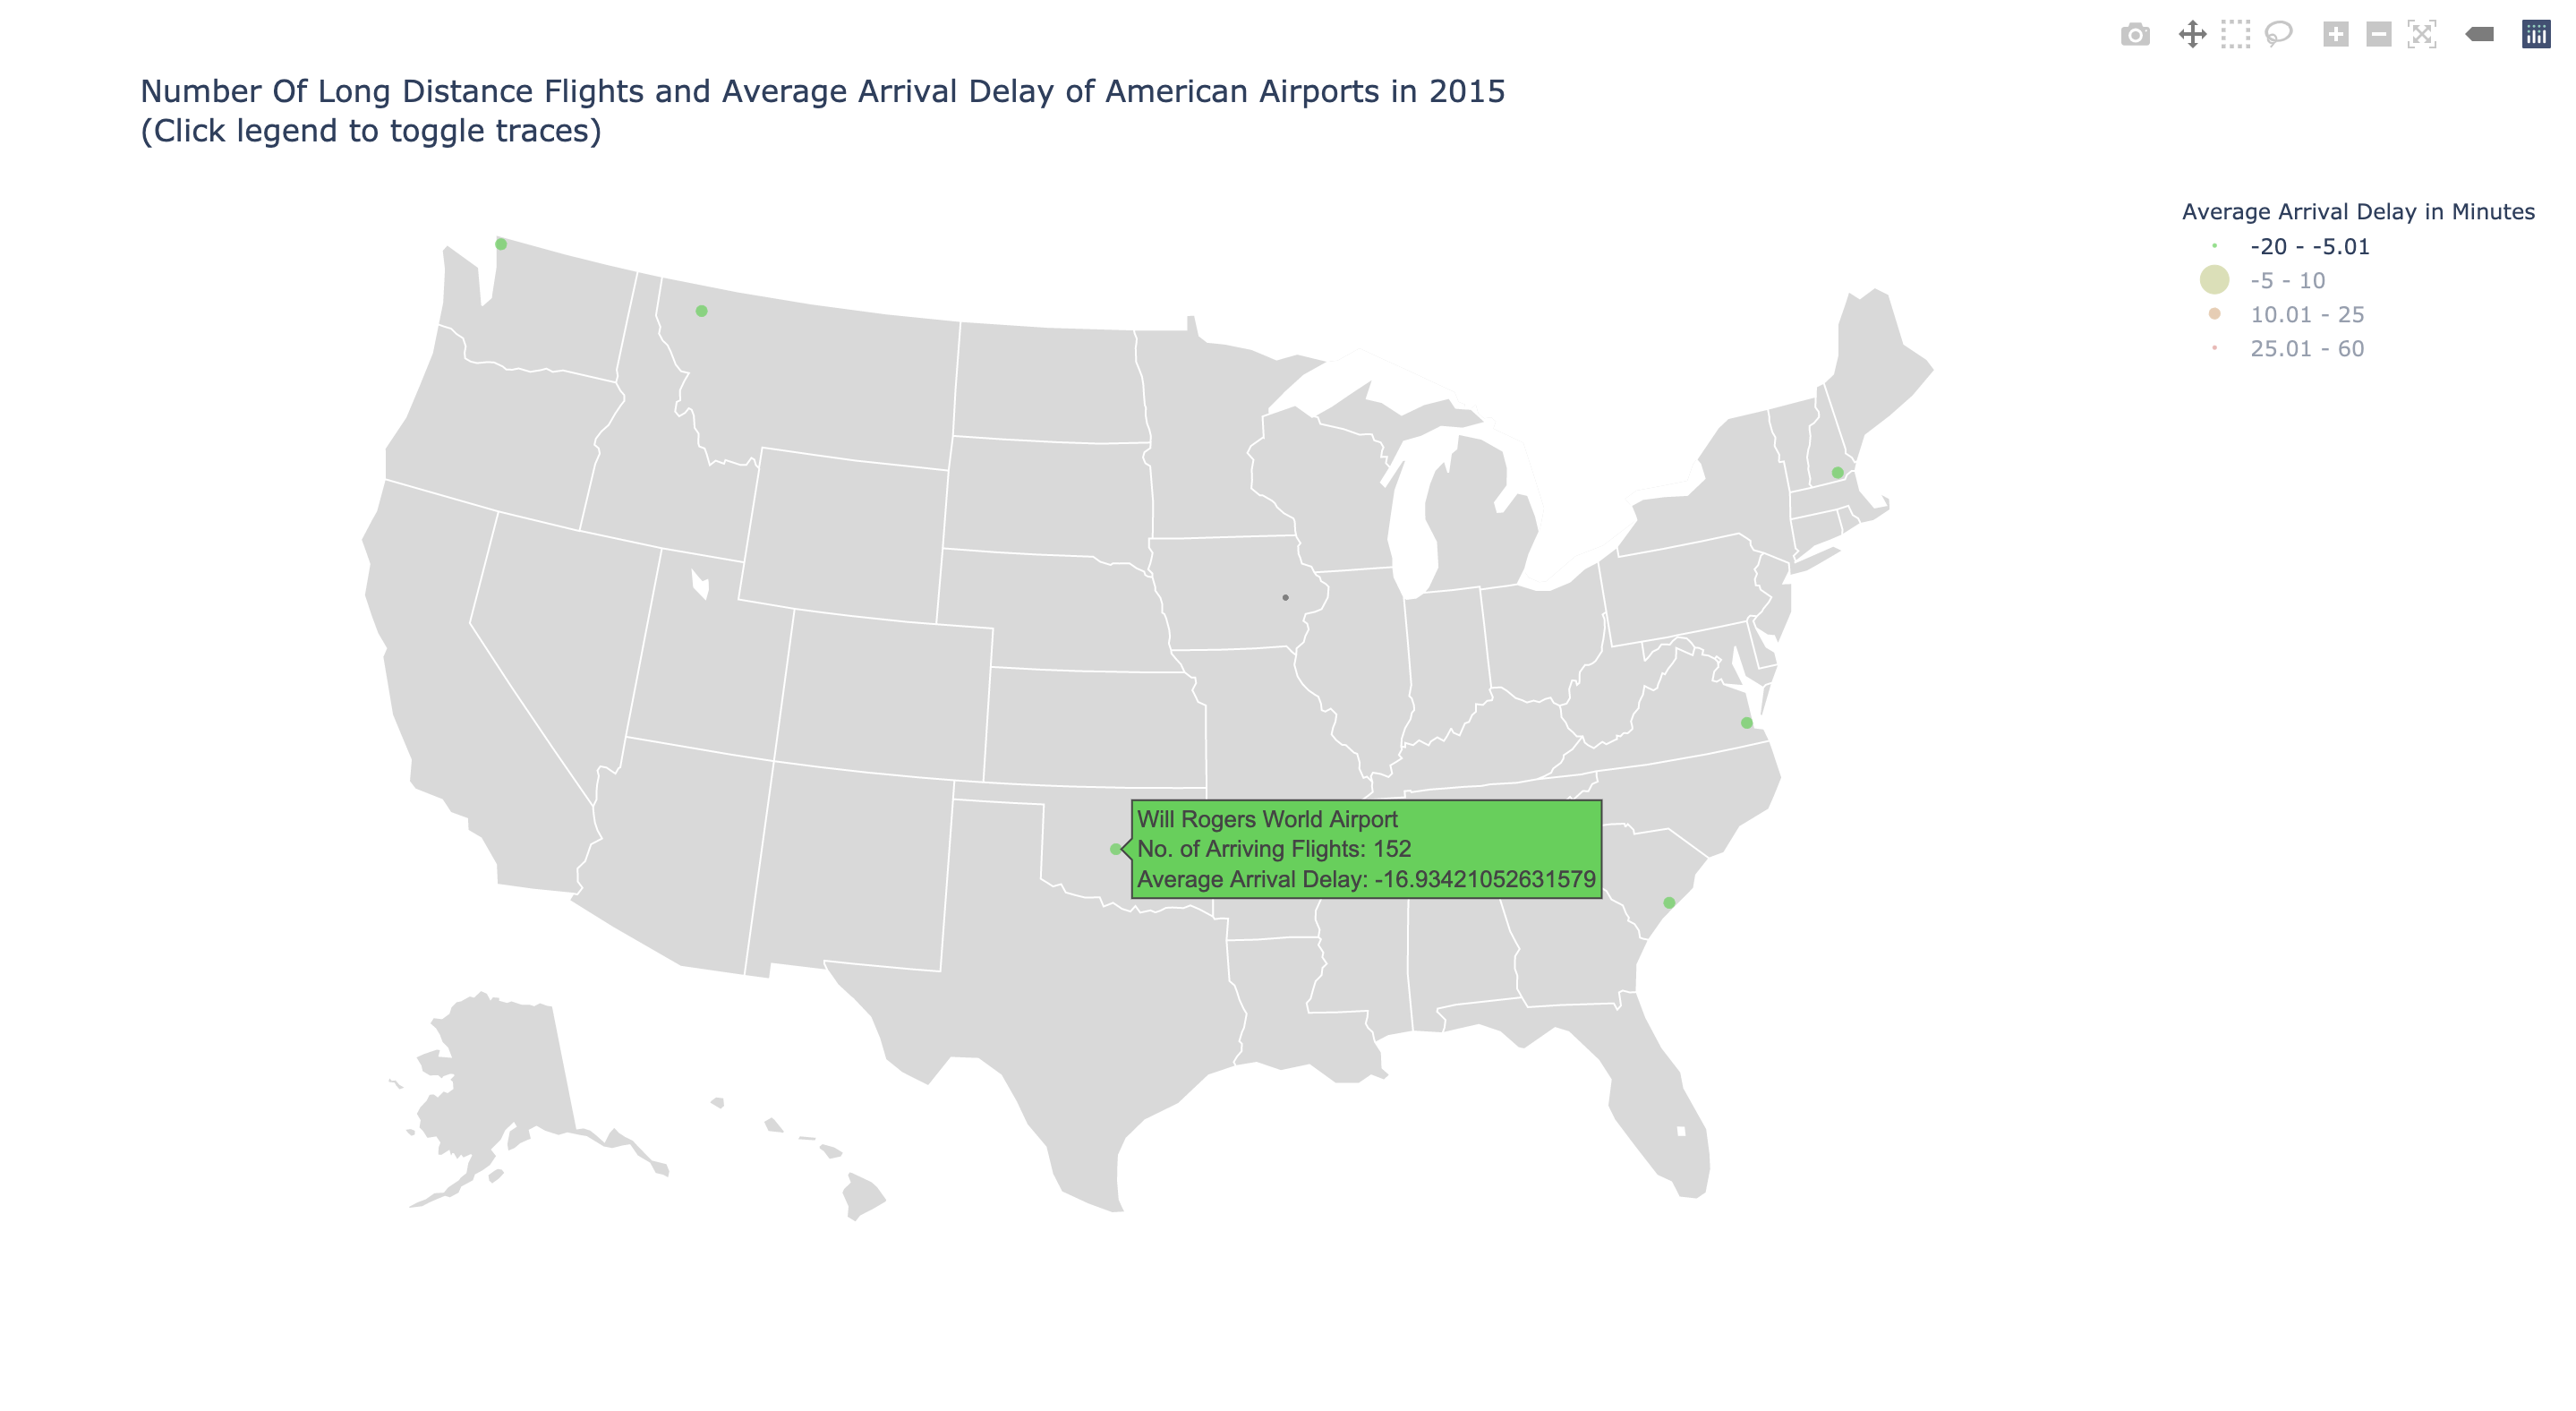 Number Of Long Distance Flights and Average Arrival Delay of American Airports in 2015
(Click legend to toggle traces)
Average Arrival Delay in Minutes
-20 - -5.01
-5 - 10
10.01 - 25
25.01 - 60
Will Rogers World Airport
No. of Arriving Flights: 152
Average Arrival Delay: -16.93421052631579